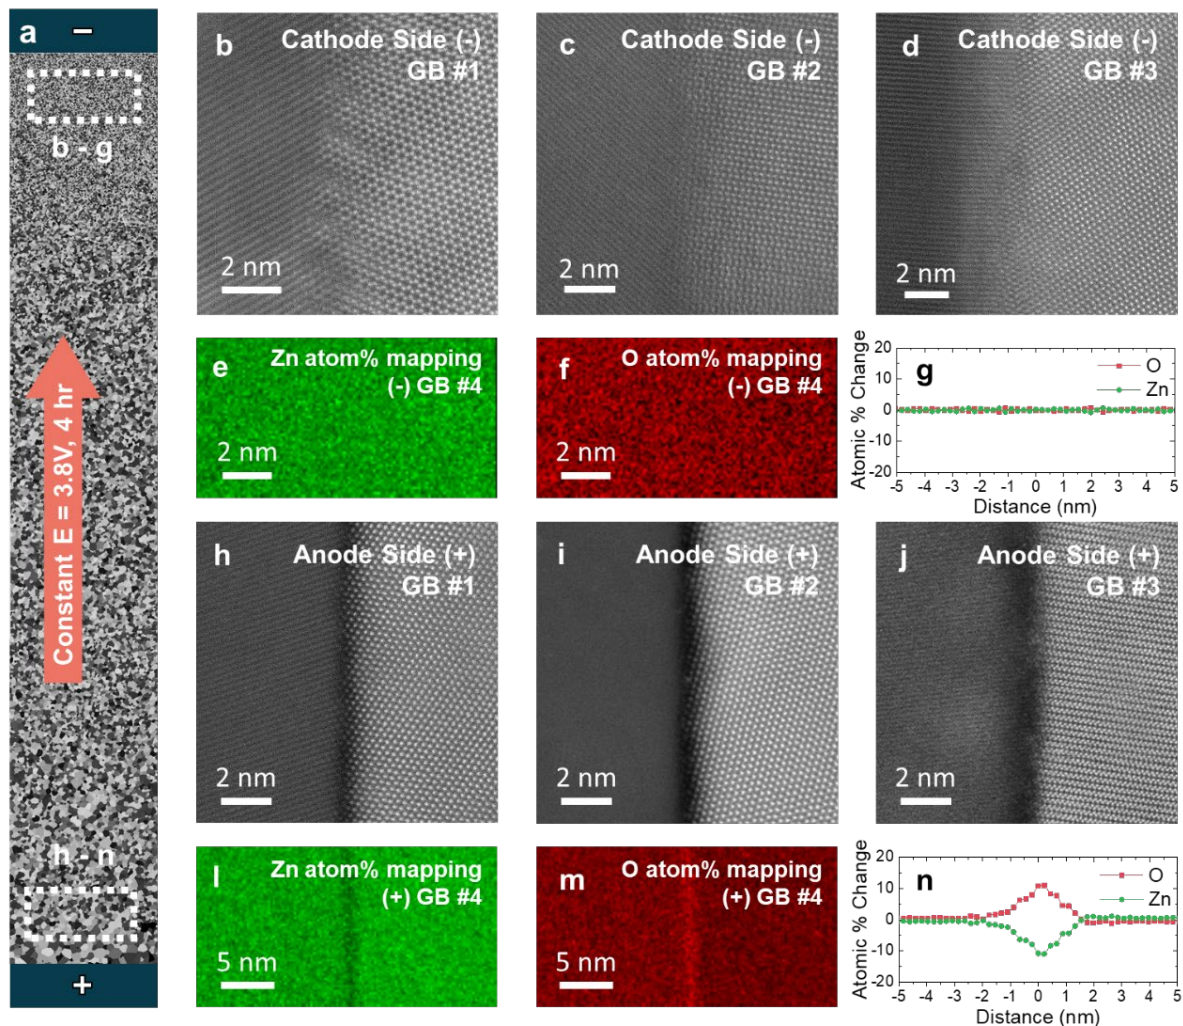 a
−
b - g
Constant E = 3.8V, 4 hr
h - n
+
b
Cathode Side (-)
GB #1
2 nm
c
Cathode Side (-)
GB #2
2 nm
d
Cathode Side (-)
GB #3
2 nm
e
Zn atom% mapping
(-) GB #4
2 nm
f
O atom% mapping
(-) GB #4
2 nm
g
O
Zn
Atomic % Change
20
10
0
-10
-20
-5 -4 -3 -2 -1 0 1 2 3 4 5
Distance (nm)
h
Anode Side (+)
GB #1
2 nm
i
Anode Side (+)
GB #2
2 nm
j
Anode Side (+)
GB #3
2 nm
l
Zn atom% mapping
(+) GB #4
5 nm
m
O atom% mapping
(+) GB #4
5 nm
n
O
Zn
Atomic % Change
20
10
0
-10
-20
-5 -4 -3 -2 -1 0 1 2 3 4 5
Distance (nm)